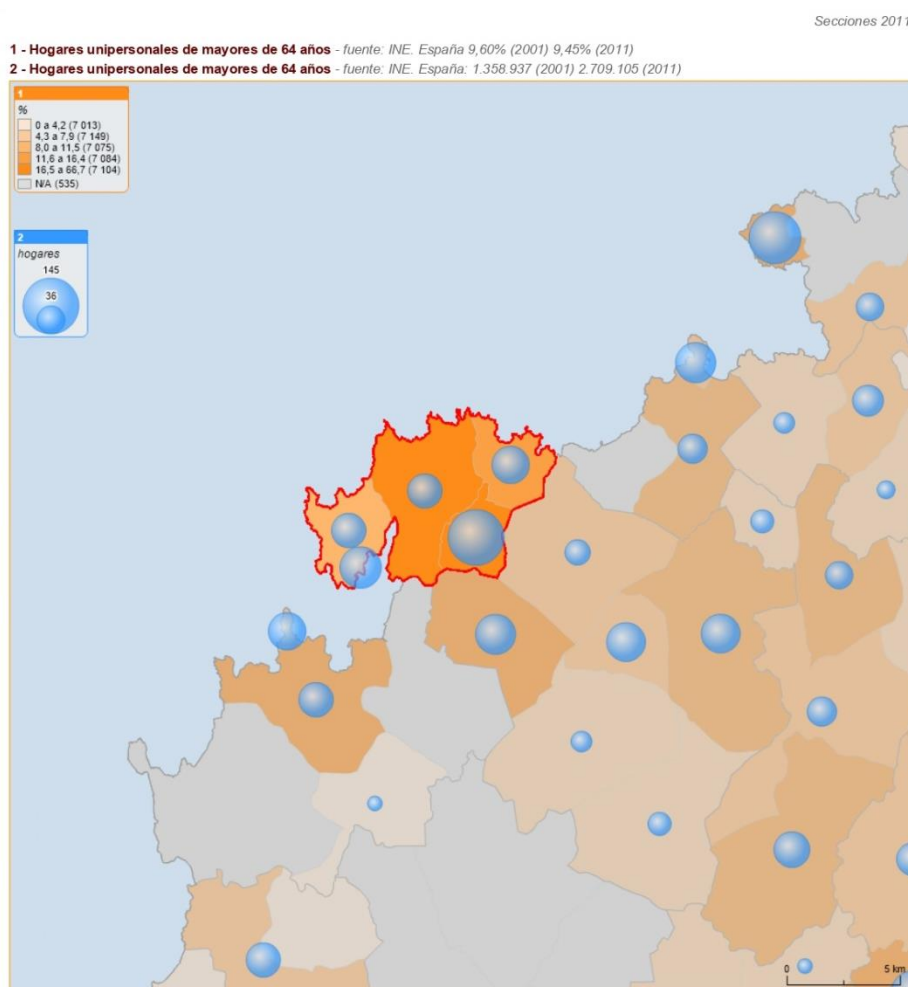 Secciones 2011
1 - Hogares unipersonales de mayores de 64 años - fuente: INE. España 9,60% (2001) 9,45% (2011)
2 - Hogares unipersonales de mayores de 64 años - fuente: INE. España: 1.358.937 (2001) 2.709.105 (2011)
1
%
0 a 4,2 (7 013)
4,3 a 7,9 (7 149)
8,0 a 11,5 (7 075)
11,6 a 16,4 (7 084)
16,5 a 66,7 (7 104)
N/A (535)
2
hogares
145
36
0 5 km